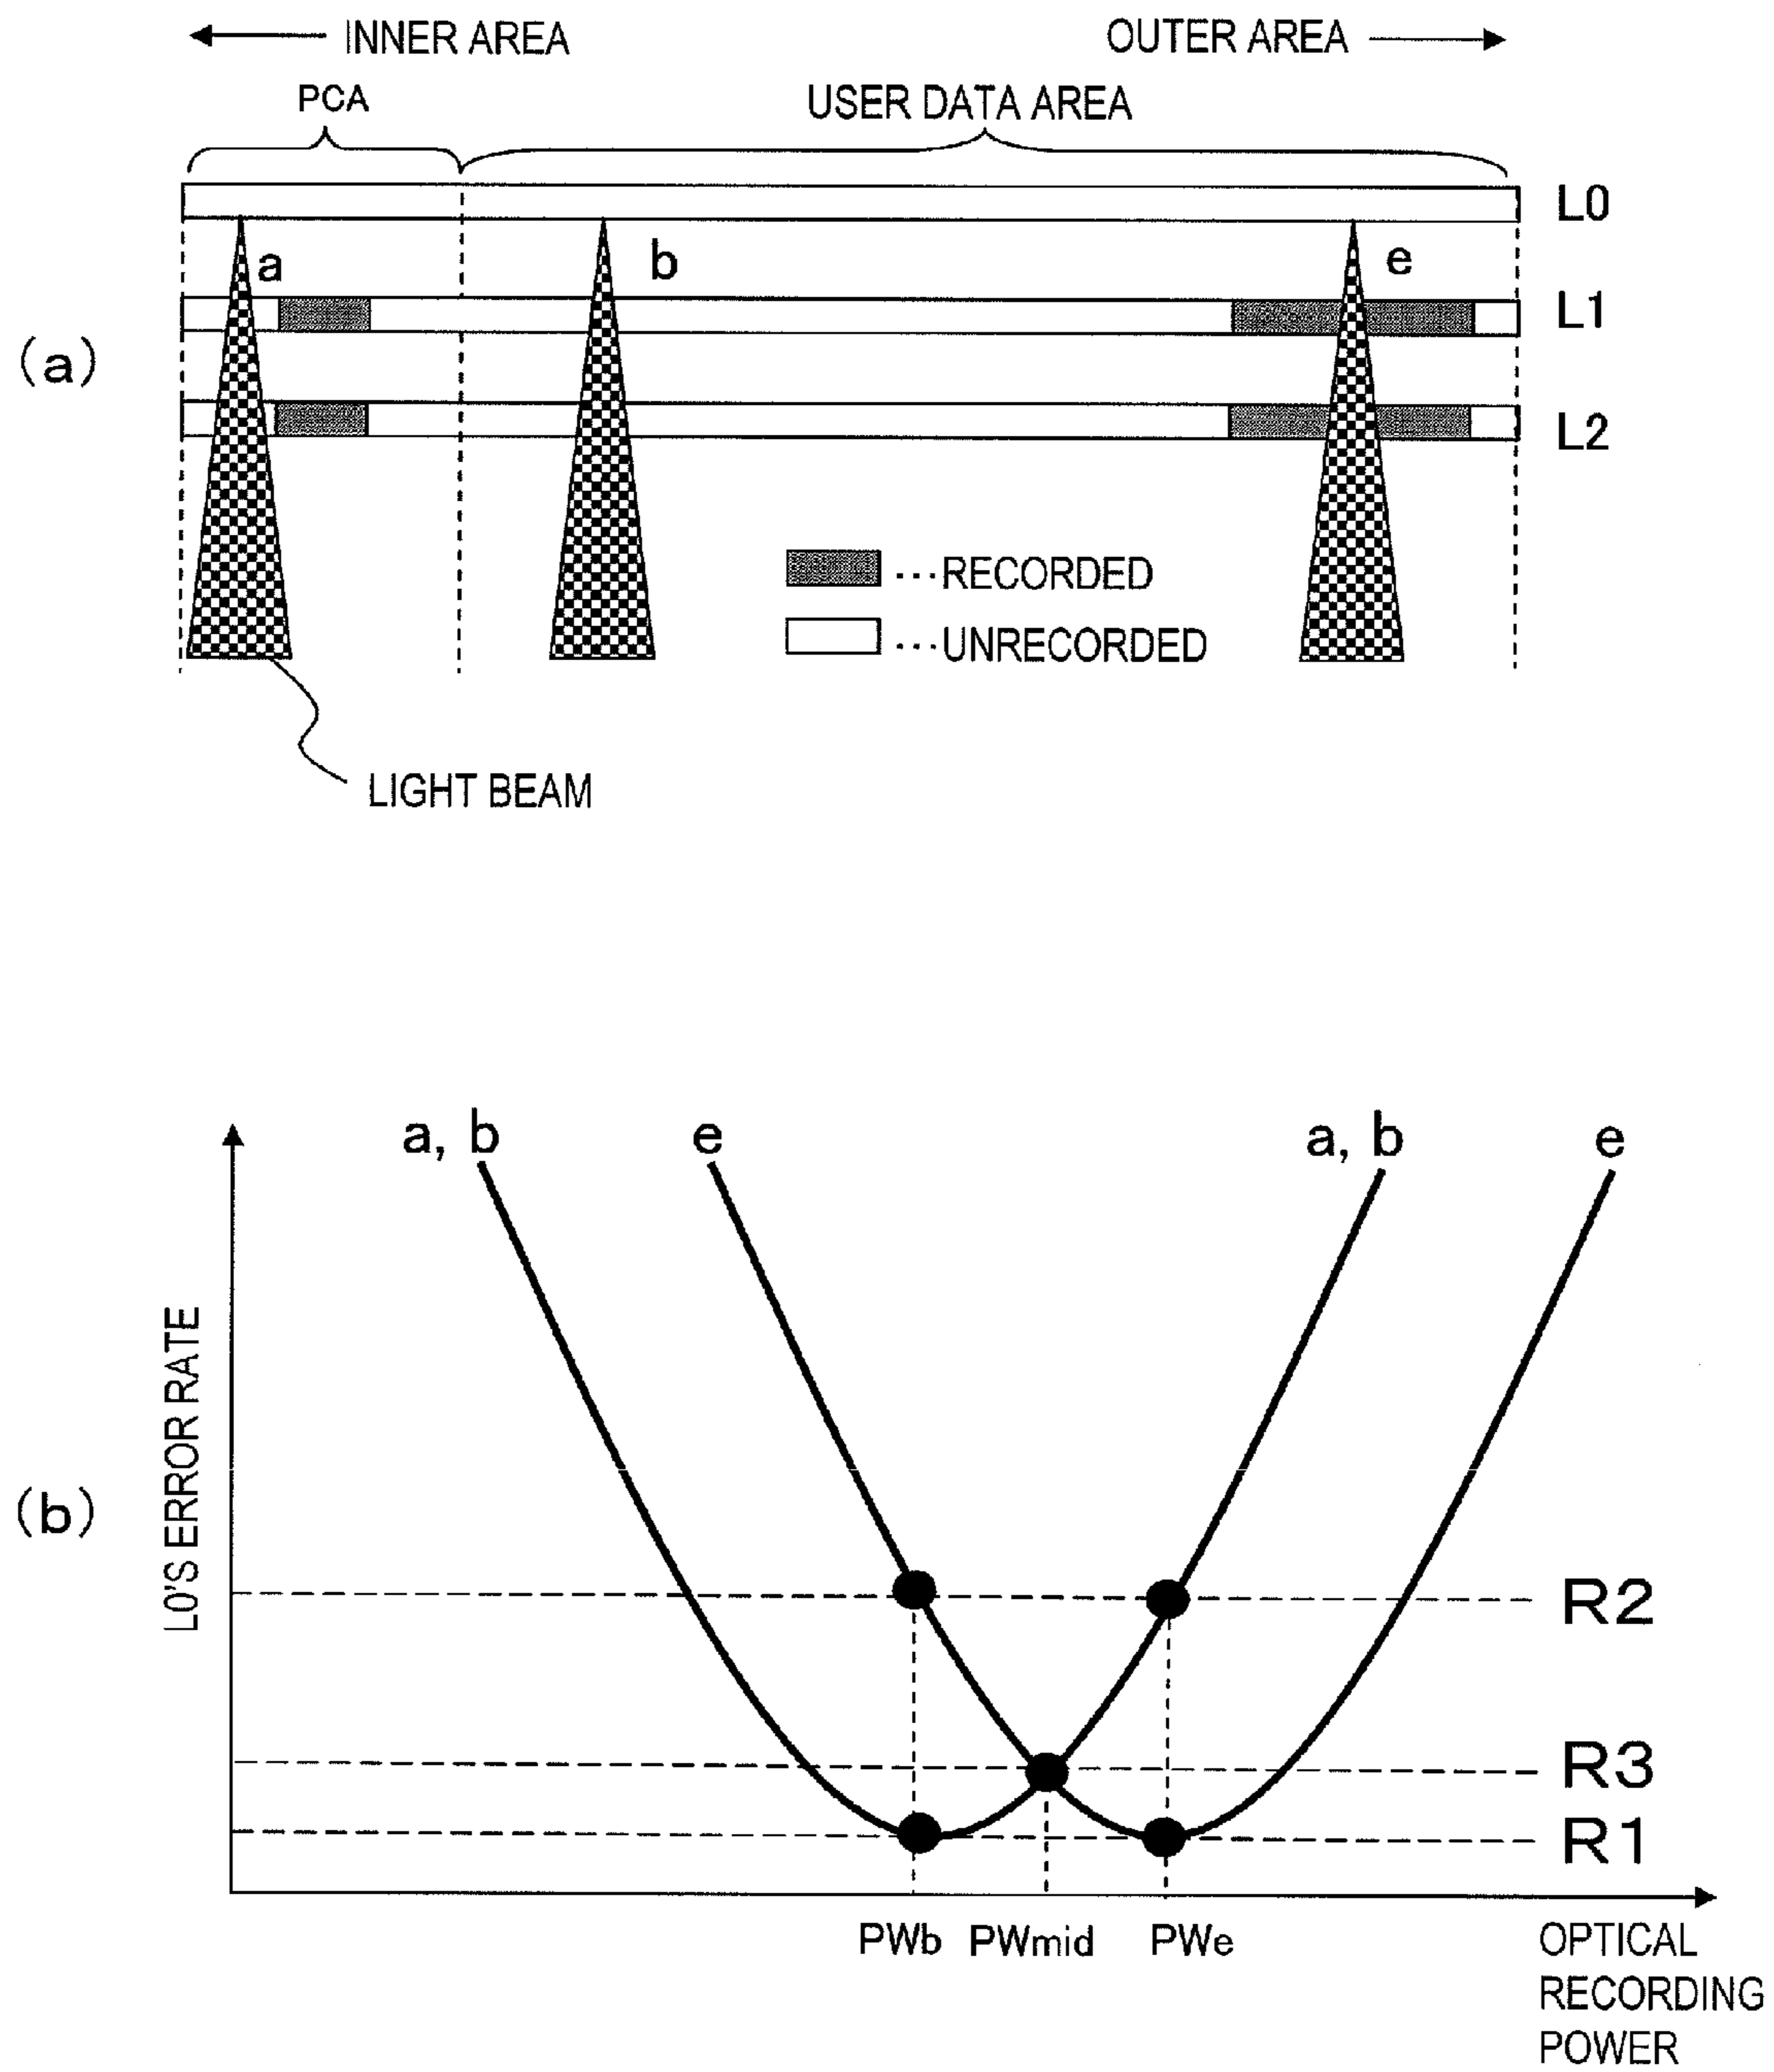 INNER AREA
OUTER AREA
PCA
USER DATA AREA
L0
a
b
e
L1
(a)
L2
···RECORDED
···UNRECORDED
LIGHT BEAM
a, b
e
a, b
e
L0'S ERROR RATE
(b)
R2
R3
R1
PWb
PWmid
PWe
OPTICAL
RECORDING
POWER